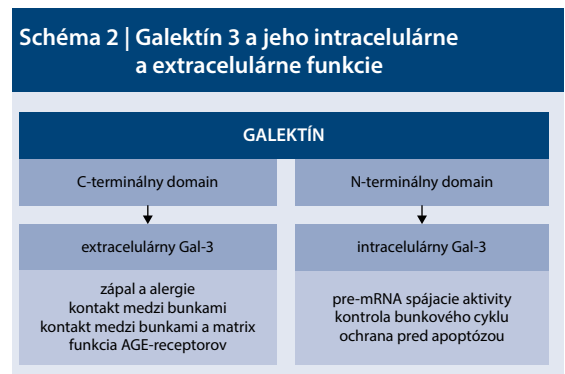 Schéma 2 | Galektín 3 a jeho intracelulárne
a extracelulárne funkcie
GALEKTÍN
C-terminálny domain
extracelulárny Gal-3
zápal a alergie
kontakt medzi bunkami
kontakt medzi bunkami a matrix
funkcia AGE-receptorov
N-terminálny domain
intracelulárny Gal-3
pre-mRNA spájacie aktivity
kontrola bunkového cyklu
ochrana pred apoptózou